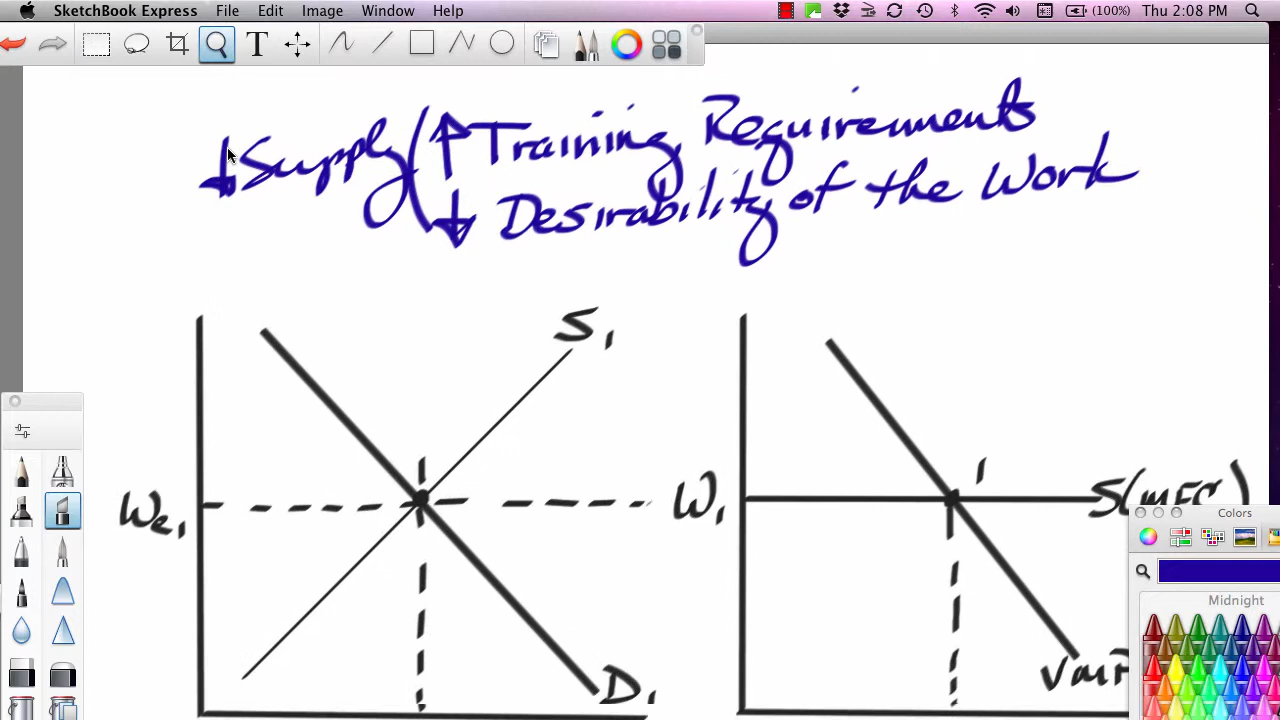 SketchBook Express File Edit Image Window Help (100%) Thu 2:08 PM
T
↓Supply ( ↑ Training Requirements
↓ Desirability of the Work
S1
We1
W1
S(MFC)
D1
VMP
Colors
Midnight